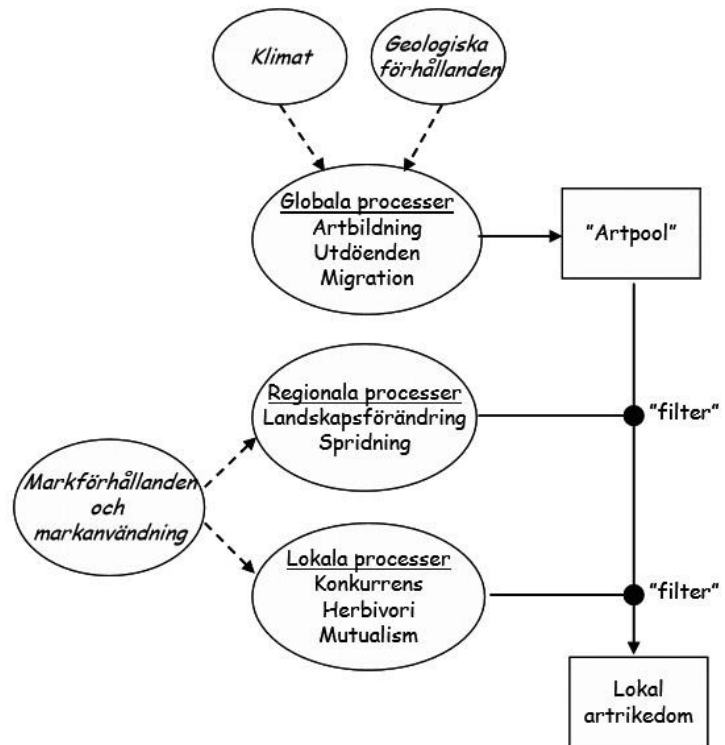 Klimat
Geologiska
förhållanden
Globala processer
Artbildning
Utdöenden
Migration
"Artpool"
Regionala processer
Landskapsförändring
Spridning
"filter"
Markförhållanden
och
markanvändning
Lokala processer
Konkurrens
Herbivori
Mutualism
"filter"
Lokal
artrikedom